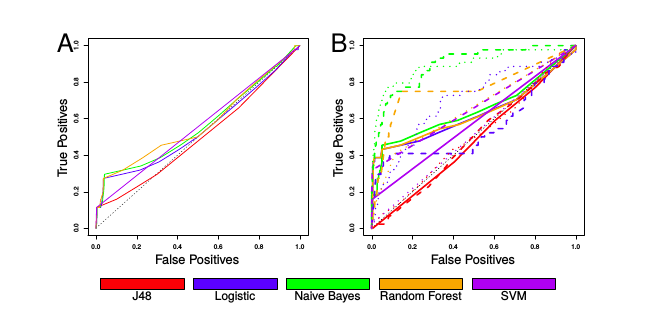 A
B
1.0
0.8
0.6
0.4
0.2
0.0
True Positives
0.0 0.2 0.4 0.6 0.8 1.0
False Positives
1.0
0.8
0.6
0.4
0.2
0.0
True Positives
0.0 0.2 0.4 0.6 0.8 1.0
False Positives
J48 Logistic Naive Bayes Random Forest SVM